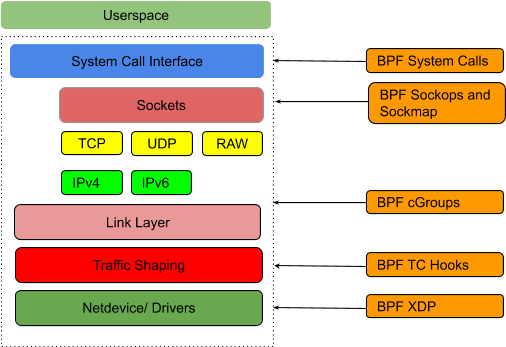 Userspace
System Call Interface
BPF System Calls
Sockets
BPF Sockops and
Sockmap
TCP
UDP
RAW
IPv4
IPv6
BPF cGroups
Link Layer
Traffic Shaping
BPF TC Hooks
Netdevice/ Drivers
BPF XDP